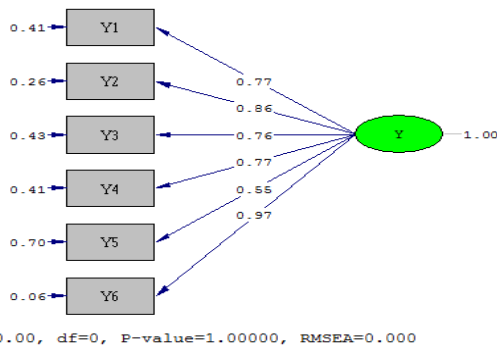 0.41 Y1
0.77
0.26 Y2
0.86
0.43 Y3 0.76 Y 1.00
0.77
0.41 Y4
0.55
0.70 Y5
0.97
0.06 Y6
.00, df=0, P-value=1.00000, RMSEA=0.000